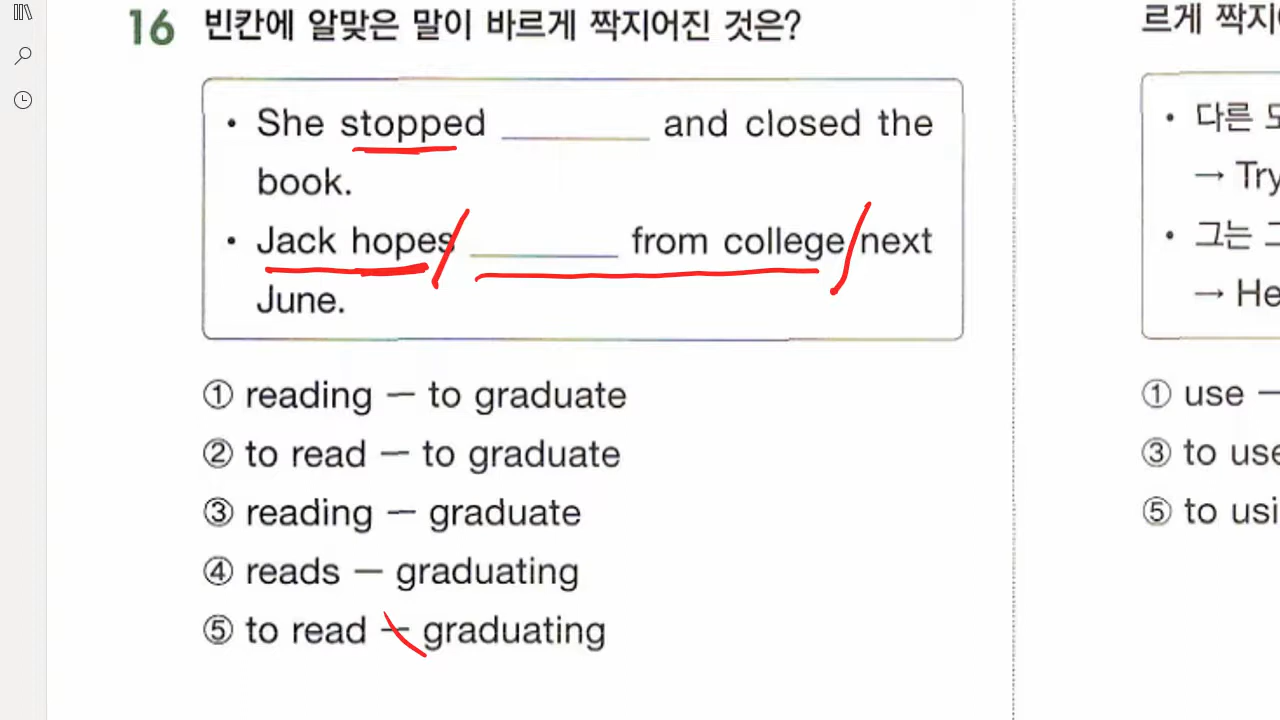 16 빈칸에 알맞은 말이 바르게 짝지어진 것은?
• She stopped ________ and closed the
book.
• Jack hopes ________ from college next
June.
① reading — to graduate
② to read — to graduate
③ reading — graduate
④ reads — graduating
⑤ to read — graduating
르게
• 다른
→ Try
• 그는
→ He
① use —
③ to use
⑤ to usi